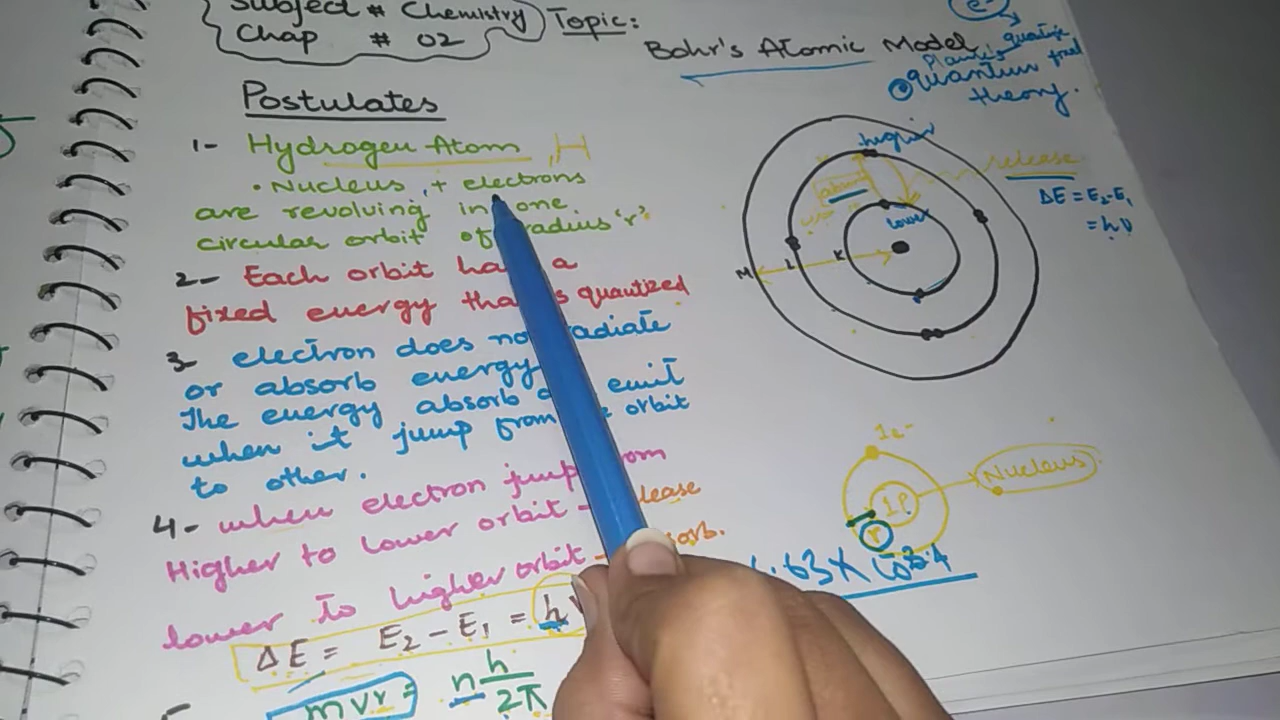 Subject # Chemistry
Chap # 02
Topic:
Bohr's Atomic Model
e-
Planck's
quantum theory.
Postulates
1- Hydrogen Atom , H
• Nucleus , + electrons
are revolving in one
circular orbit of radius 'r'
2- Each orbit has a
fixed energy that is quantized
3- electron does not radiate
or absorb energy
The energy absorb or emit
when it jump from orbit
to other.
4- when electron jump from
Higher to lower orbit - release
lower to higher orbit - absorb.
ΔE = E2 - E1 = hν
mvr = nh/2π
higher
absorb
lower
release
ΔE = E2-E1
= hν
M L K
1e-
1P
Nucleus
r
.63 X 10-34